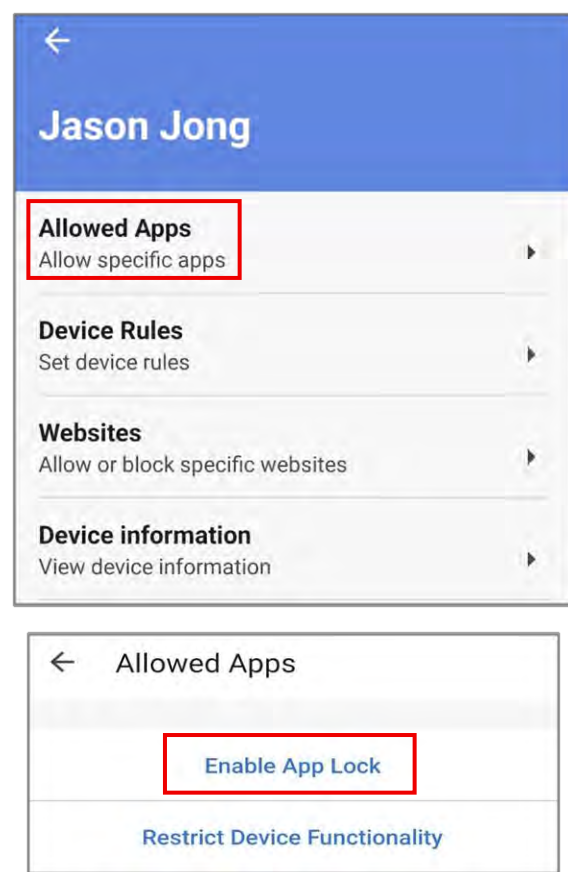 Jason Jong
Allowed Apps
Allow specific apps
Device Rules
Set device rules
Websites
Allow or block specific websites
Device information
View device information
Allowed Apps
Enable App Lock
Restrict Device Functionality